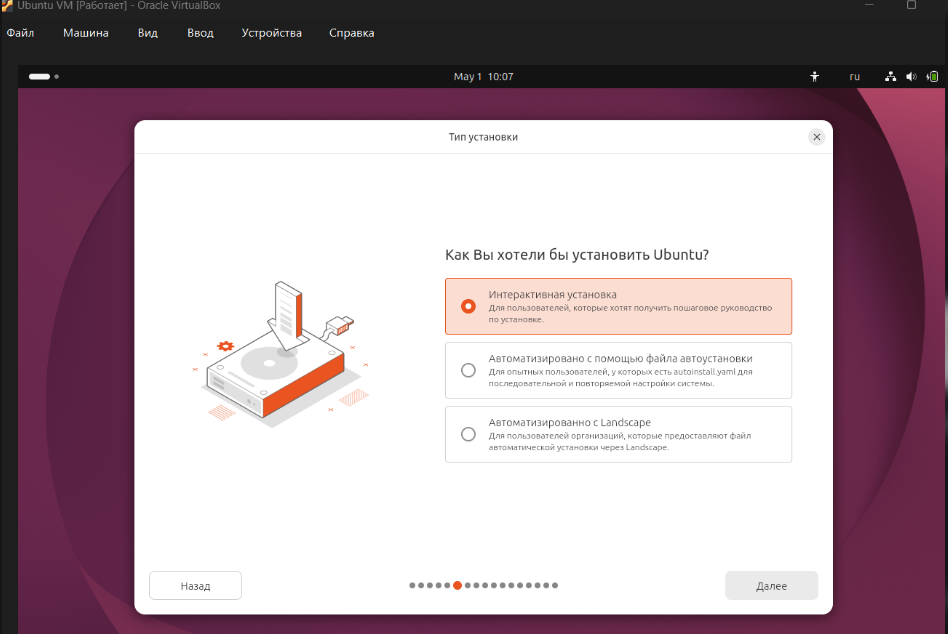 Ubuntu VM [Работает] - Oracle VirtualBox
Файл Машина Вид Ввод Устройства Справка
May 1 10:07 ru
Тип установки
Как Вы хотели бы установить Ubuntu?
Интерактивная установка
Для пользователей, которые хотят получить пошаговое руководство
по установке.
Автоматизировано с помощью файла автоустановки
Для опытных пользователей, у которых есть autoinstall.yaml для
последовательной и повторяемой настройки системы.
Автоматизированно с Landscape
Для пользователей организаций, которые предоставляют файл
автоматической установки через Landscape.
Назад Далее